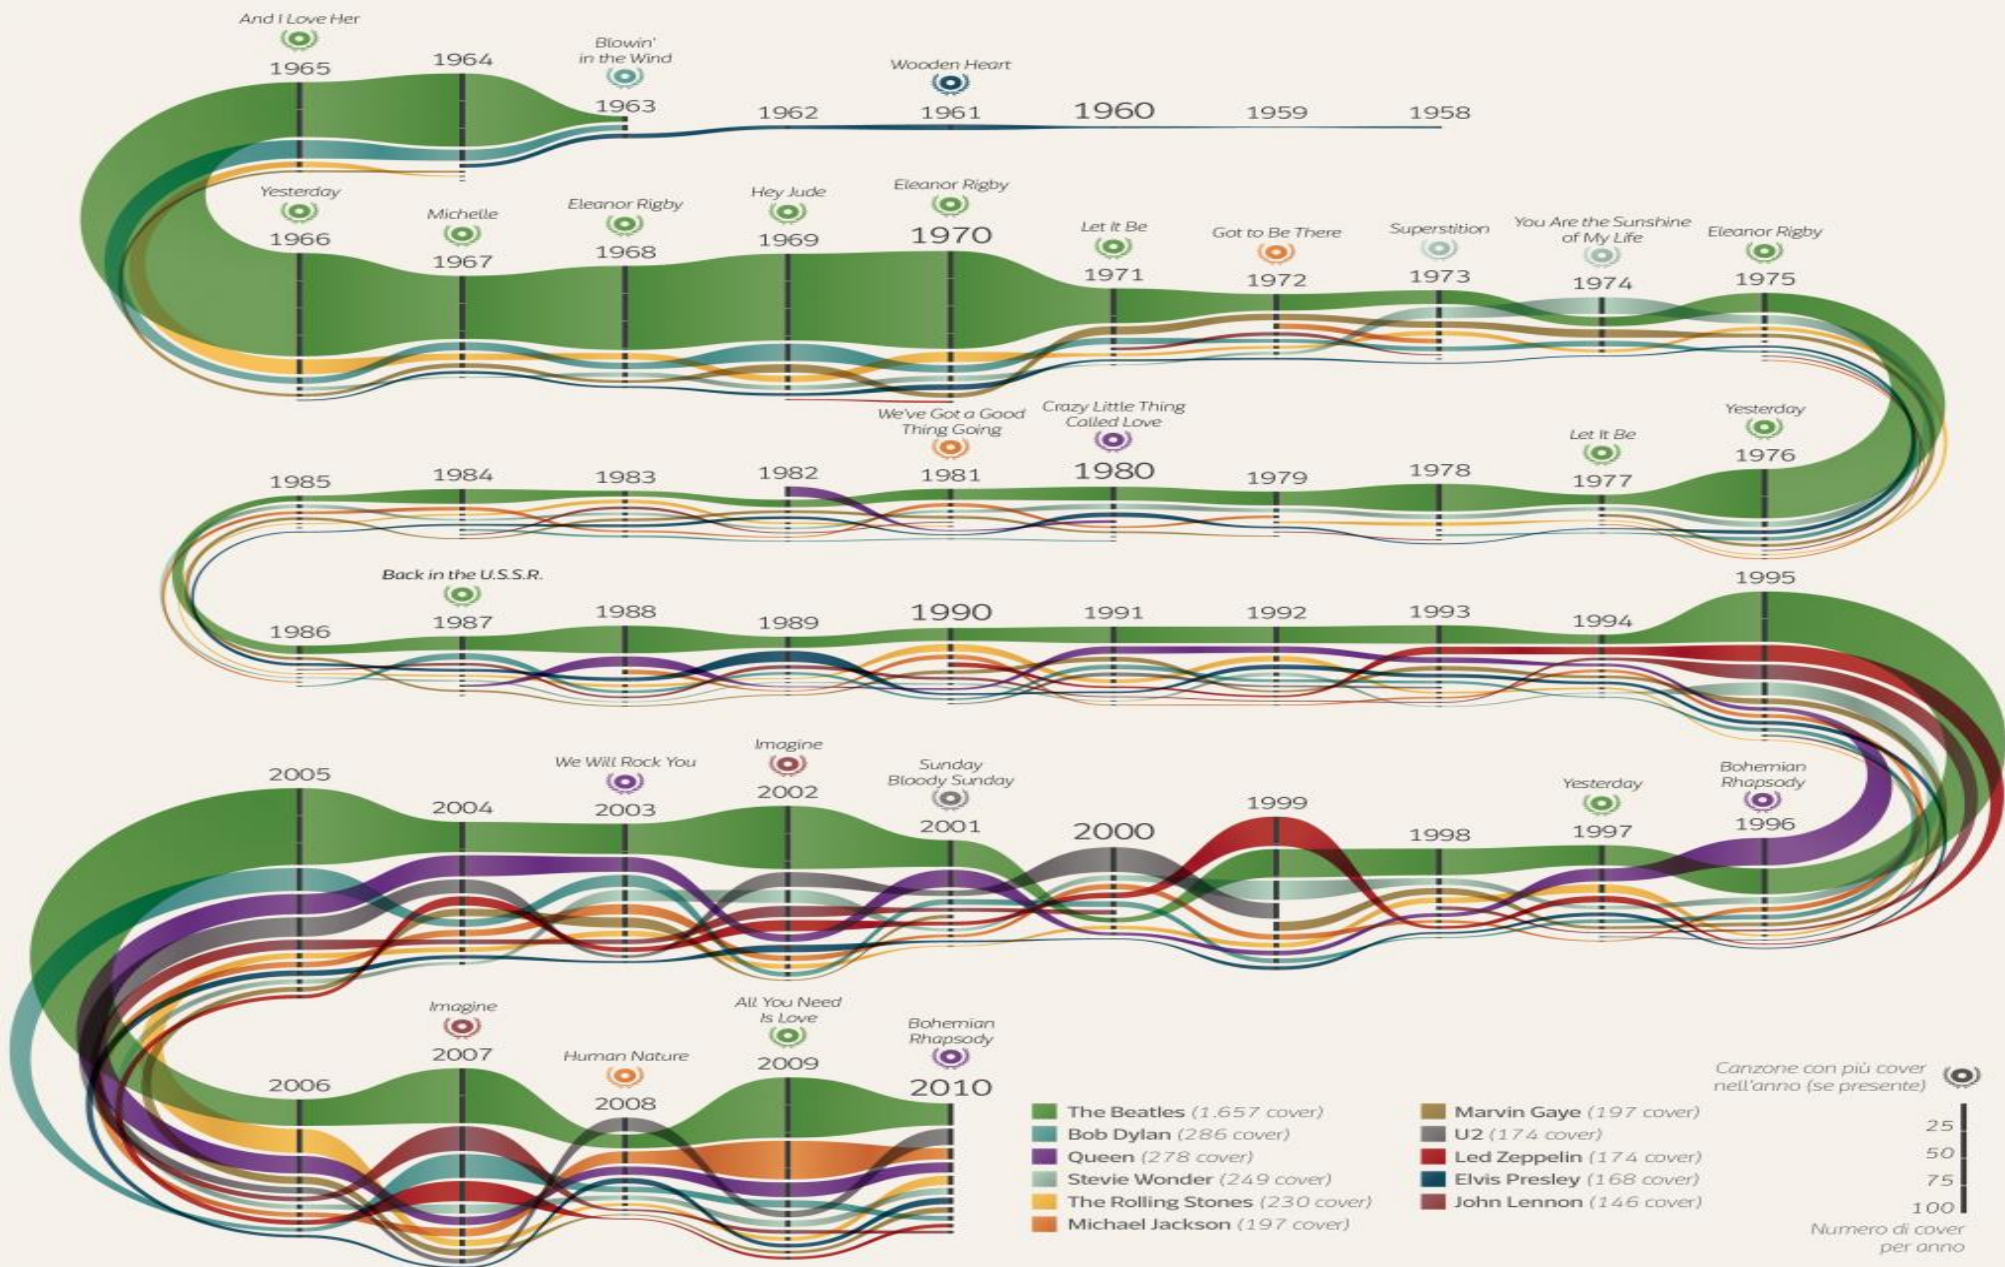 And I Love Her
1965
1964
Blowin'
in the Wind
1963
1962
Wooden Heart
1961
1960
1959
1958
Yesterday
1966
Michelle
1967
Eleanor Rigby
1968
Hey Jude
1969
Eleanor Rigby
1970
Let It Be
1971
Got to Be There
1972
Superstition
1973
You Are the Sunshine
of My Life
1974
Eleanor Rigby
1975
1985
1984
1983
1982
We've Got a Good
Thing Going
1981
Crazy Little Thing
Called Love
1980
1979
1978
Let It Be
1977
Yesterday
1976
1986
Back in the U.S.S.R.
1987
1988
1989
1990
1991
1992
1993
1994
1995
2005
2004
We Will Rock You
2003
Imagine
2002
Sunday
Bloody Sunday
2001
2000
1999
1998
Yesterday
1997
Bohemian
Rhapsody
1996
2006
Imagine
2007
Human Nature
2008
All You Need
Is Love
2009
Bohemian
Rhapsody
2010
The Beatles (1.657 cover)
Bob Dylan (286 cover)
Queen (278 cover)
Stevie Wonder (249 cover)
The Rolling Stones (230 cover)
Michael Jackson (197 cover)
Marvin Gaye (197 cover)
U2 (174 cover)
Led Zeppelin (174 cover)
Elvis Presley (168 cover)
John Lennon (146 cover)
Canzone con più cover
nell'anno (se presente)
25
50
75
100
Numero di cover
per anno